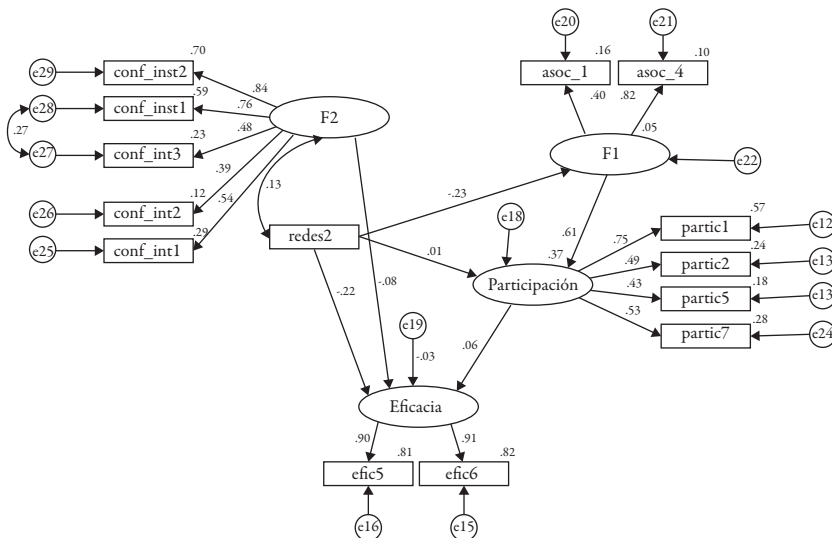 e20
e21
.70
.16
.10
e29
conf_inst2
asoc_1
asoc_4
.84
.59
.40
.82
e28
conf_inst1
.76
F2
.05
.27
.23
.48
F1
e27
conf_int3
e22
.39
.13
-.23
.12
.54
e26
conf_int2
e18
.61
.57
.29
redes2
partic1
e12
e25
conf_int1
.01
.37
.75
.24
.49
partic2
e13
-.08
Participación
.43
.18
-.22
partic5
e13
.53
.28
e19
partic7
e24
.06
-.03
Eficacia
.90
.91
.81
.82
efic5
efic6
e16
e15